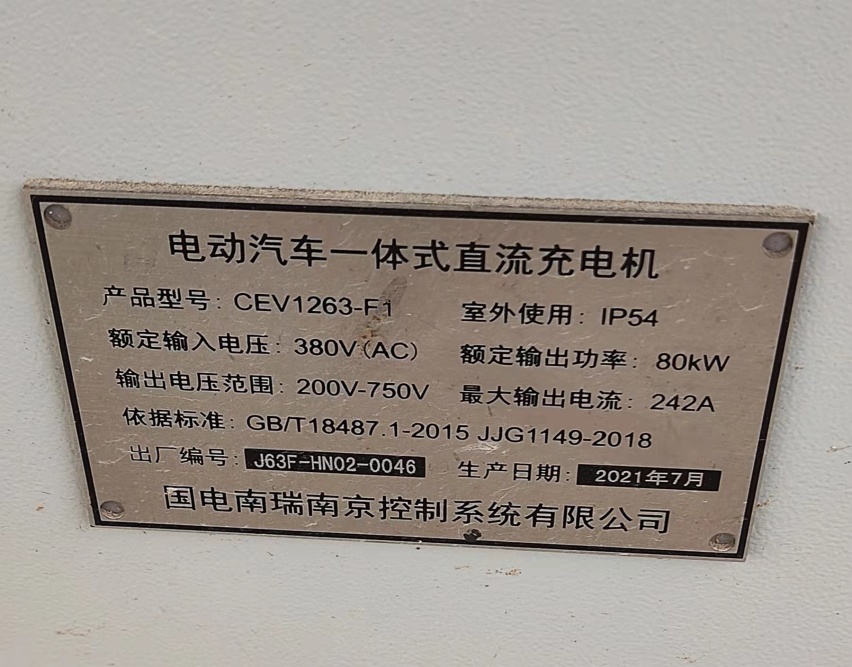 电动汽车一体式直流充电机
产品型号: CEV1263-F1 室外使用: IP54
额定输入电压: 380V(AC) 额定输出功率: 80kW
输出电压范围: 200V-750V 最大输出电流: 242A
依据标准: GB/T18487.1-2015 JJG1149-2018
出厂编号: J63F-HN02-0046 生产日期: 2021年7月
国电南瑞南京控制系统有限公司